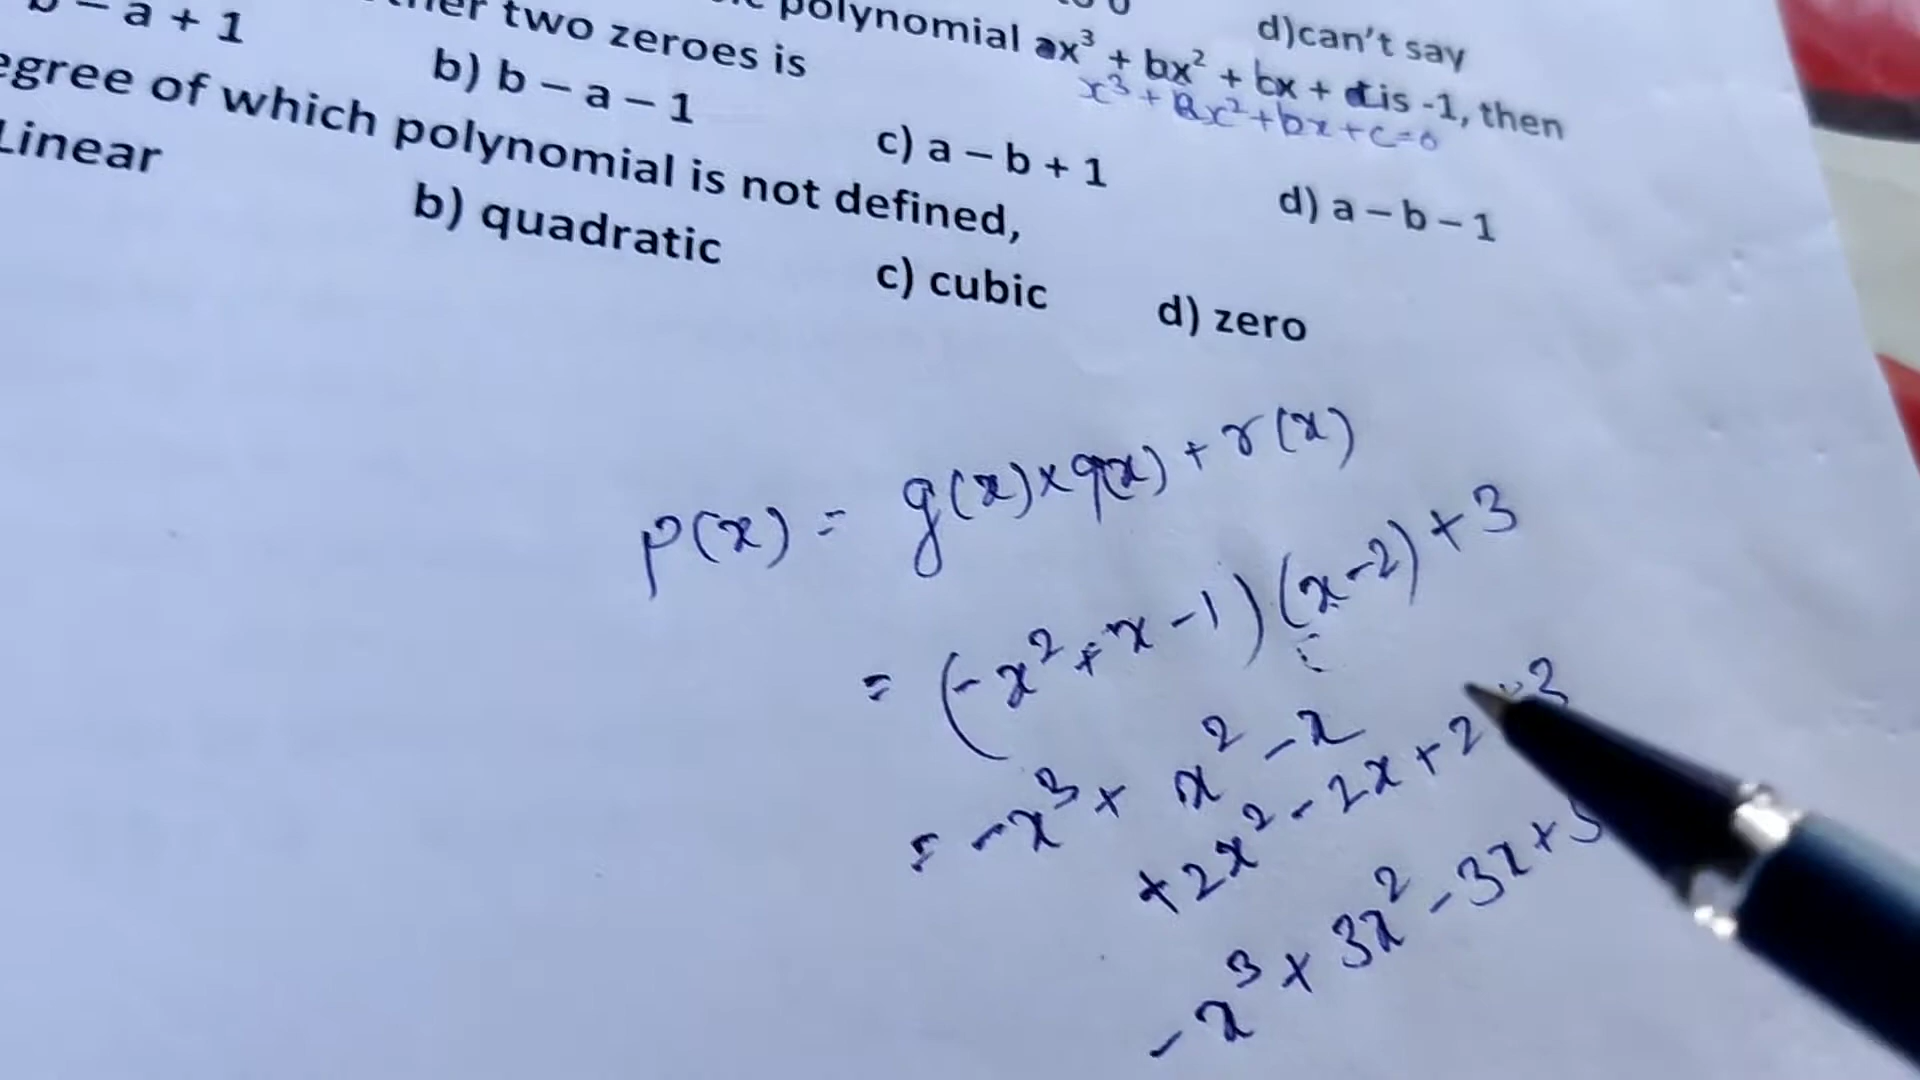 d)can't say
polynomial ax³ + bx² + bx + d is -1, then
x³ + ax² + bx + c = 0
two zeroes is
- a + 1 b) b – a – 1 c) a – b + 1 d) a – b – 1
of which polynomial is not defined,
Linear b) quadratic c) cubic d) zero
p(x) = g(x) × q(x) + r(x)
= (-x² + x - 1) (x - 2) + 3
= -x³ + x² - x
+ 2x² - 2x + 2
-x³ + 3x² - 3x + 5